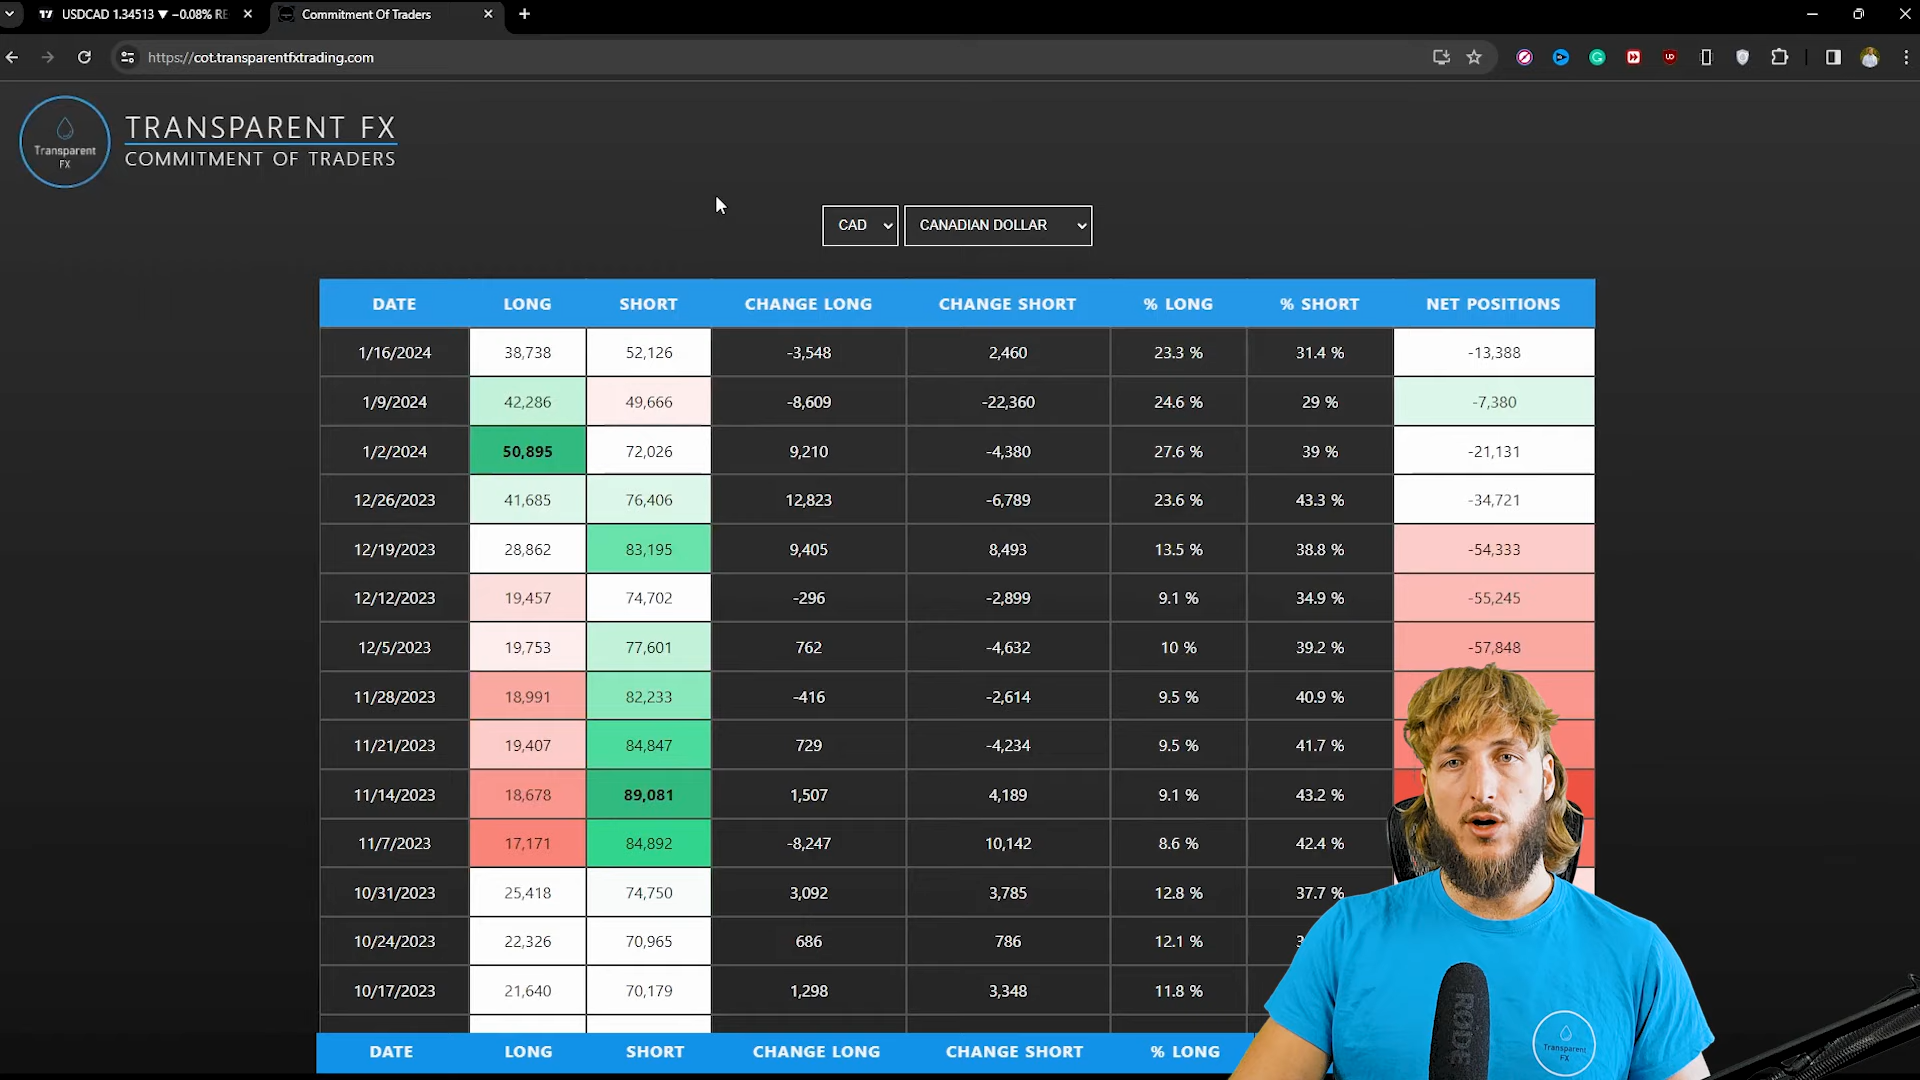 USDCAD 1.34513 ▼ −0.08% RE
Commitment Of Traders
https://cot.transparentfxtrading.com
Transparent
FX
TRANSPARENT FX
COMMITMENT OF TRADERS
CAD CANADIAN DOLLAR
DATE LONG SHORT CHANGE LONG CHANGE SHORT % LONG % SHORT NET POSITIONS
1/16/2024 38,738 52,126 -3,548 2,460 23.3 % 31.4 % -13,388
1/9/2024 42,286 49,666 -8,609 -22,360 24.6 % 29 % -7,380
1/2/2024 50,895 72,026 9,210 -4,380 27.6 % 39 % -21,131
12/26/2023 41,685 76,406 12,823 -6,789 23.6 % 43.3 % -34,721
12/19/2023 28,862 83,195 9,405 8,493 13.5 % 38.8 % -54,333
12/12/2023 19,457 74,702 -296 -2,899 9.1 % 34.9 % -55,245
12/5/2023 19,753 77,601 762 -4,632 10 % 39.2 % -57,848
11/28/2023 18,991 82,233 -416 -2,614 9.5 % 40.9 %
11/21/2023 19,407 84,847 729 -4,234 9.5 % 41.7 %
11/14/2023 18,678 89,081 1,507 4,189 9.1 % 43.2 %
11/7/2023 17,171 84,892 -8,247 10,142 8.6 % 42.4 %
10/31/2023 25,418 74,750 3,092 3,785 12.8 % 37.7 %
10/24/2023 22,326 70,965 686 786 12.1 %
10/17/2023 21,640 70,179 1,298 3,348 11.8 %
DATE LONG SHORT CHANGE LONG CHANGE SHORT % LONG
RØDE
Transparent
FX